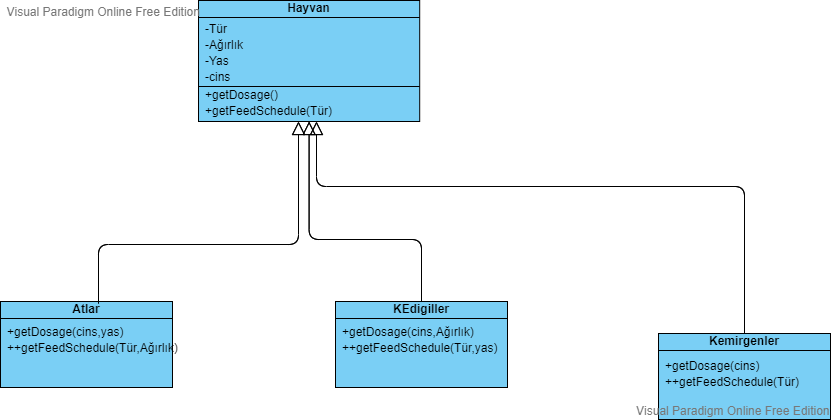 Visual Paradigm Online Free Edition
Hayvan
-Tür
-Ağırlık
-Yas
-cins
+getDosage()
+getFeedSchedule(Tür)
Atlar
+getDosage(cins,yas)
++getFeedSchedule(Tür,Ağırlık)
KEdigiller
+getDosage(cins,Ağırlık)
++getFeedSchedule(Tür,yas)
Kemirgenler
+getDosage(cins)
++getFeedSchedule(Tür)
Visual Paradigm Online Free Edition